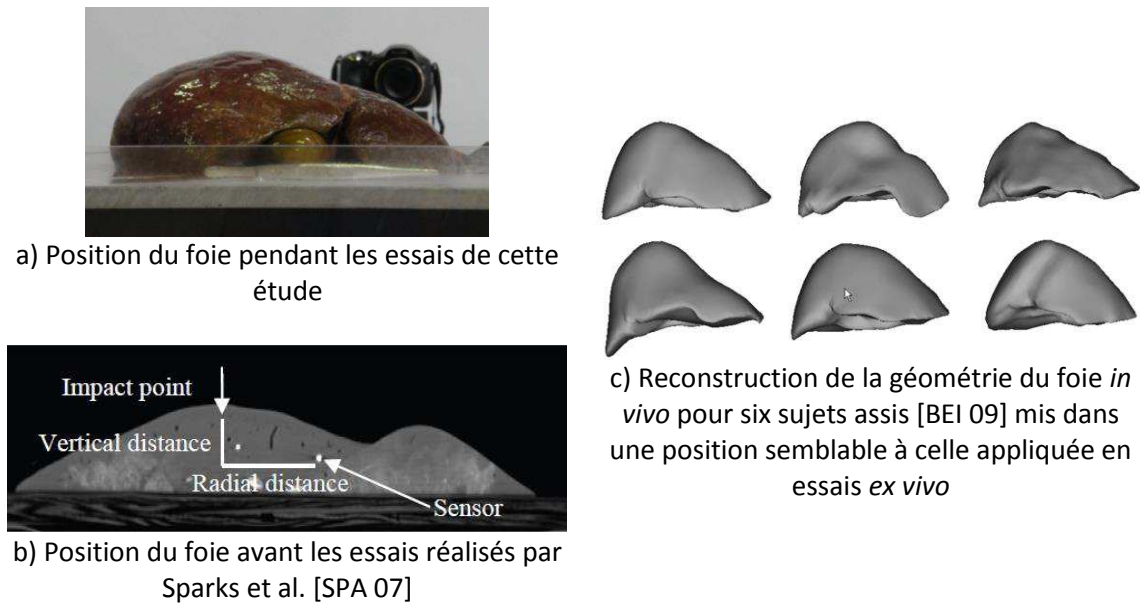 a) Position du foie pendant les essais de cette
étude
Impact point
Vertical distance
Radial distance
Sensor
b) Position du foie avant les essais réalisés par
Sparks et al. [SPA 07]
c) Reconstruction de la géométrie du foie in
vivo pour six sujets assis [BEI 09] mis dans
une position semblable à celle appliquée en
essais ex vivo